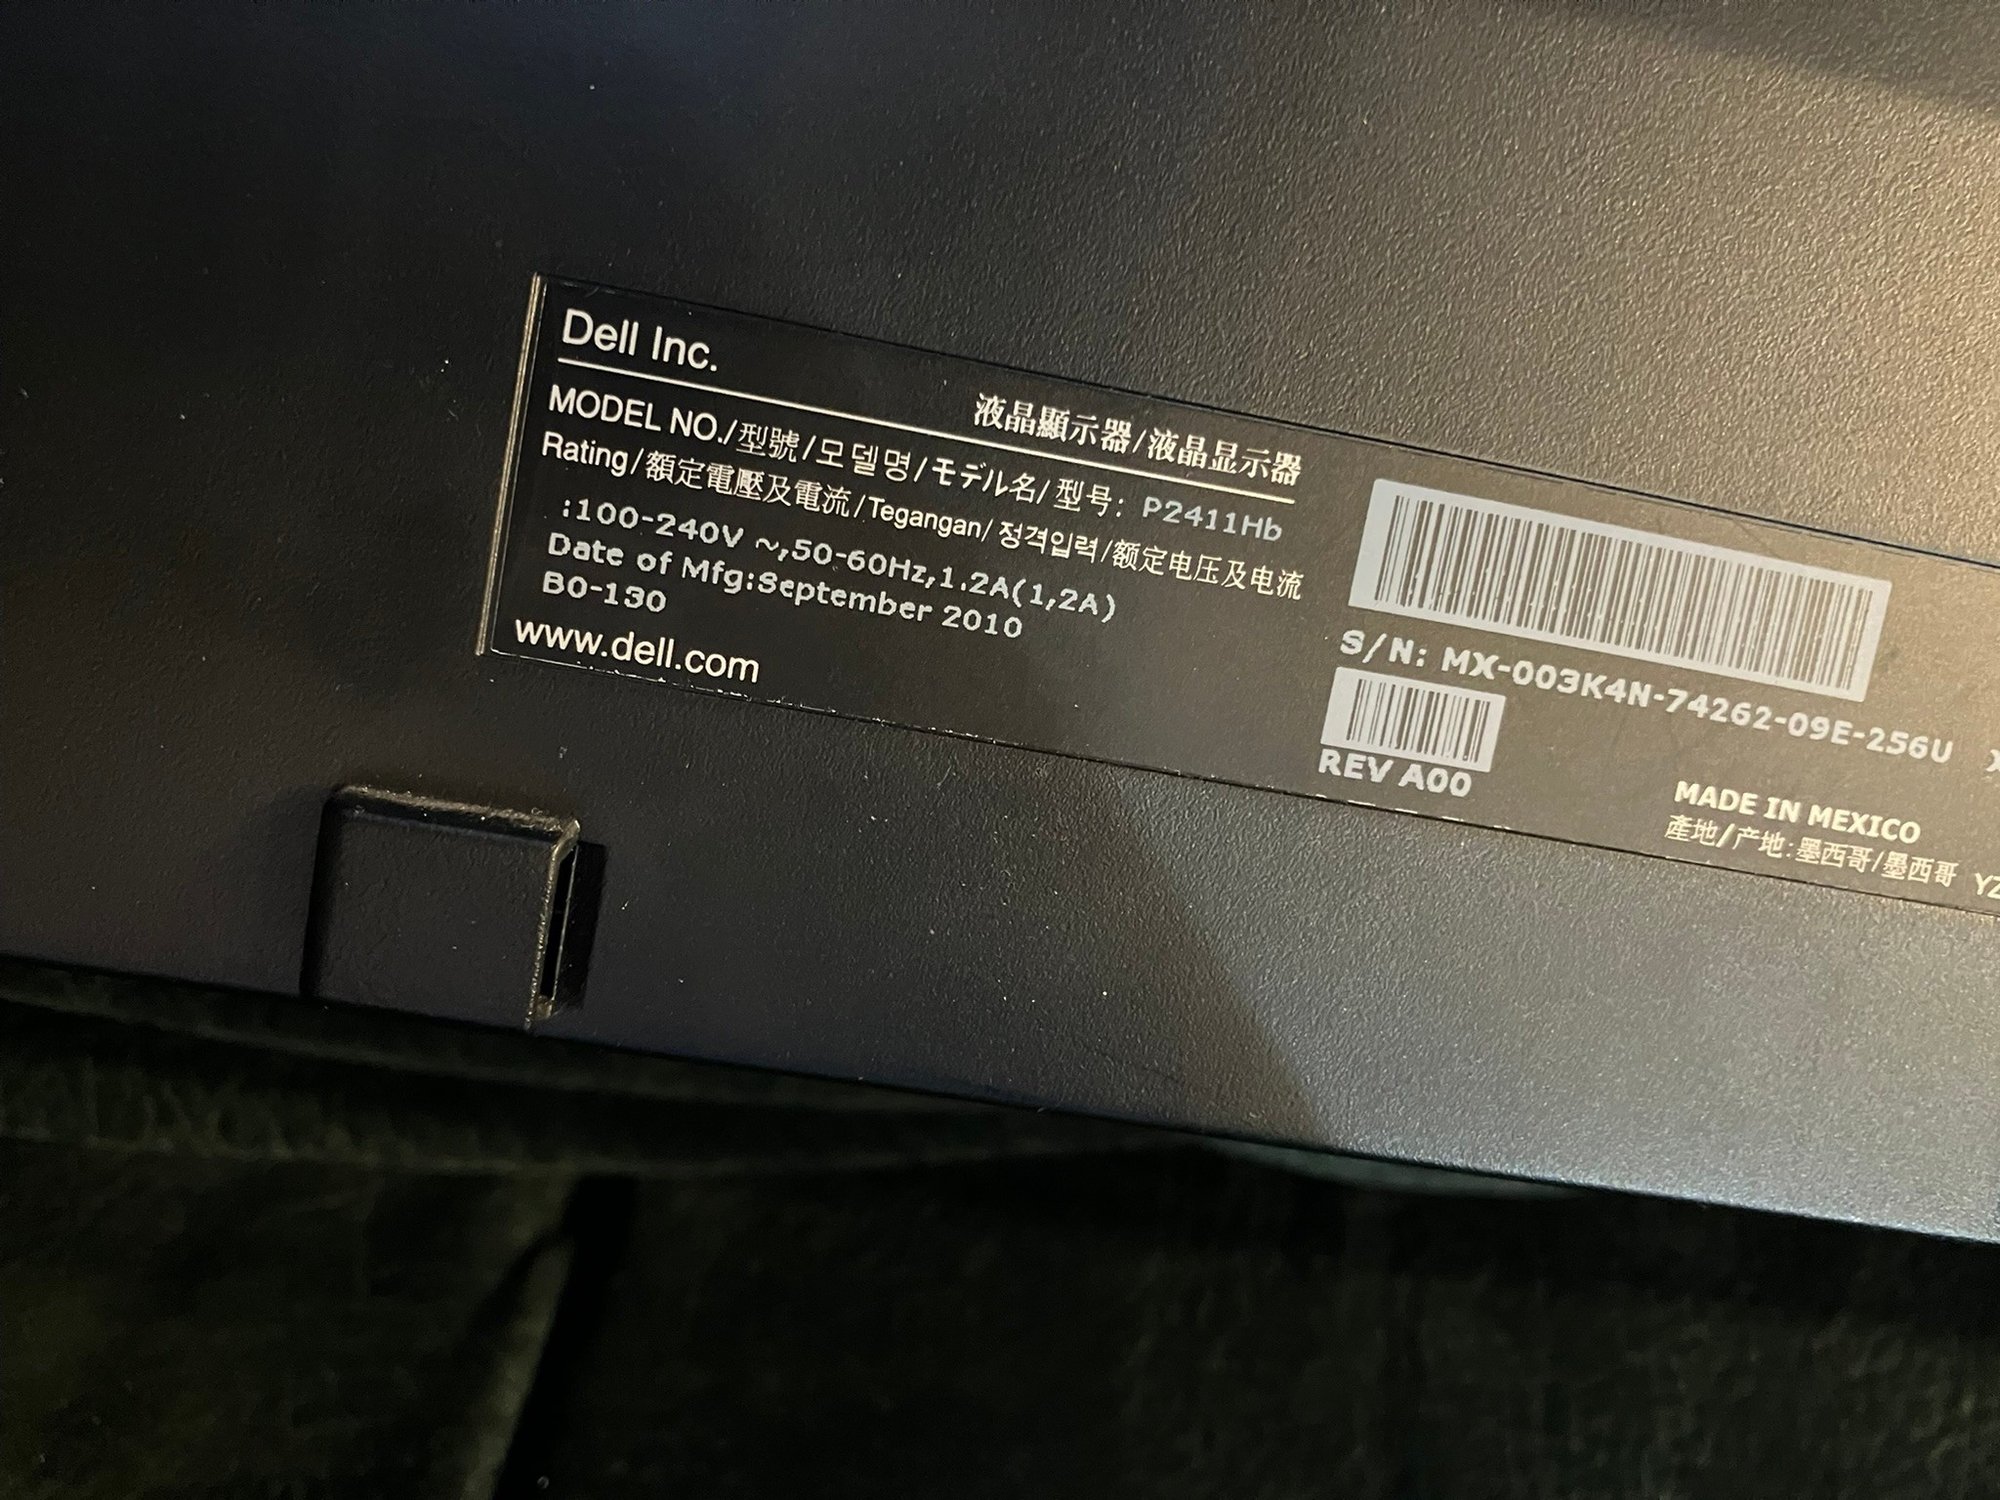 Dell Inc.
液晶顯示器/液晶显示器
MODEL NO./型號/모델명/モデル名/型号: P2411Hb
Rating/額定電壓及電流/Tegangan/정격입력/额定电压及电流
:100-240V ~,50-60Hz,1.2A(1,2A)
Date of Mfg:September 2010
B0-130
www.dell.com
S/N: MX-003K4N-74262-09E-256U
REV A00
MADE IN MEXICO
產地/产地:墨西哥/墨西哥